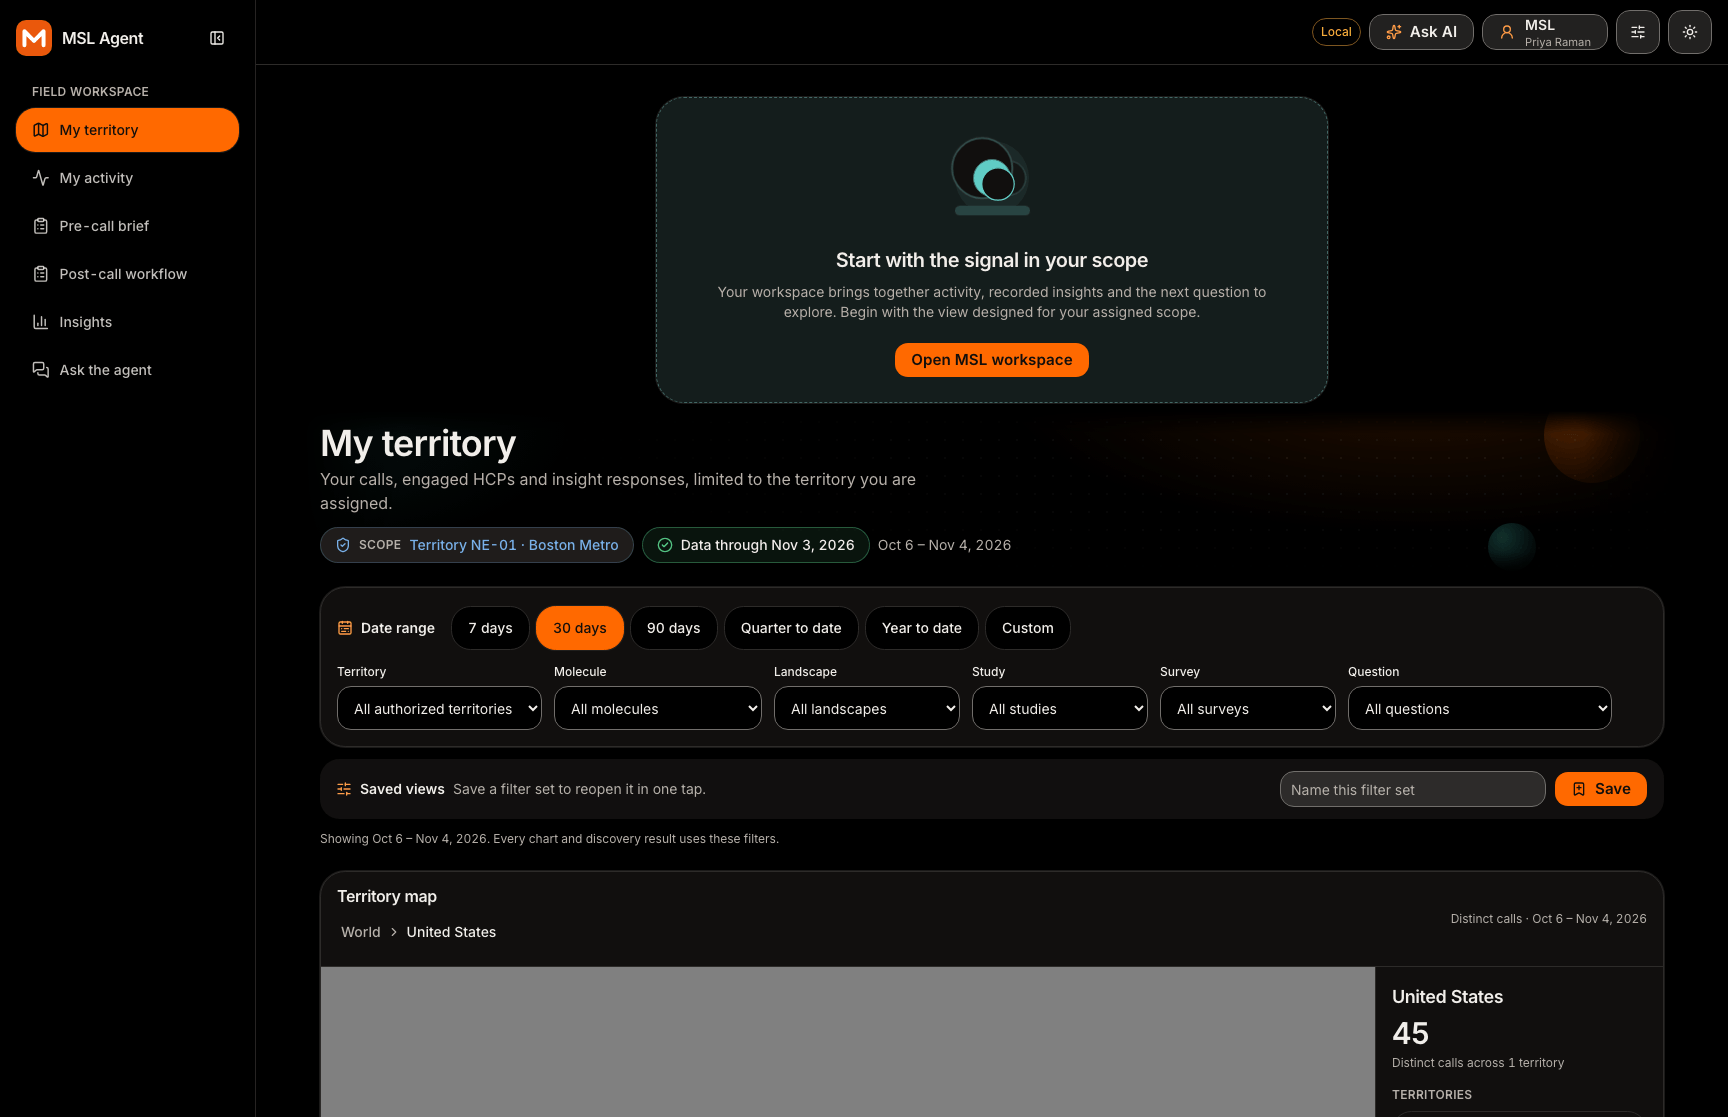 MSL Agent
Local
Ask AI
MSL
Priya Raman
FIELD WORKSPACE
My territory
My activity
Pre-call brief
Post-call workflow
Insights
Ask the agent
Start with the signal in your scope
Your workspace brings together activity, recorded insights and the next question to
explore. Begin with the view designed for your assigned scope.
Open MSL workspace
My territory
Your calls, engaged HCPs and insight responses, limited to the territory you are
assigned.
SCOPE Territory NE-01 · Boston Metro
Data through Nov 3, 2026
Oct 6 – Nov 4, 2026
Date range
7 days
30 days
90 days
Quarter to date
Year to date
Custom
Territory
Molecule
Landscape
Study
Survey
Question
All authorized territories
All molecules
All landscapes
All studies
All surveys
All questions
Saved views Save a filter set to reopen it in one tap.
Name this filter set
Save
Showing Oct 6 – Nov 4, 2026. Every chart and discovery result uses these filters.
Territory map
World > United States
Distinct calls · Oct 6 – Nov 4, 2026
United States
45
Distinct calls across 1 territory
TERRITORIES